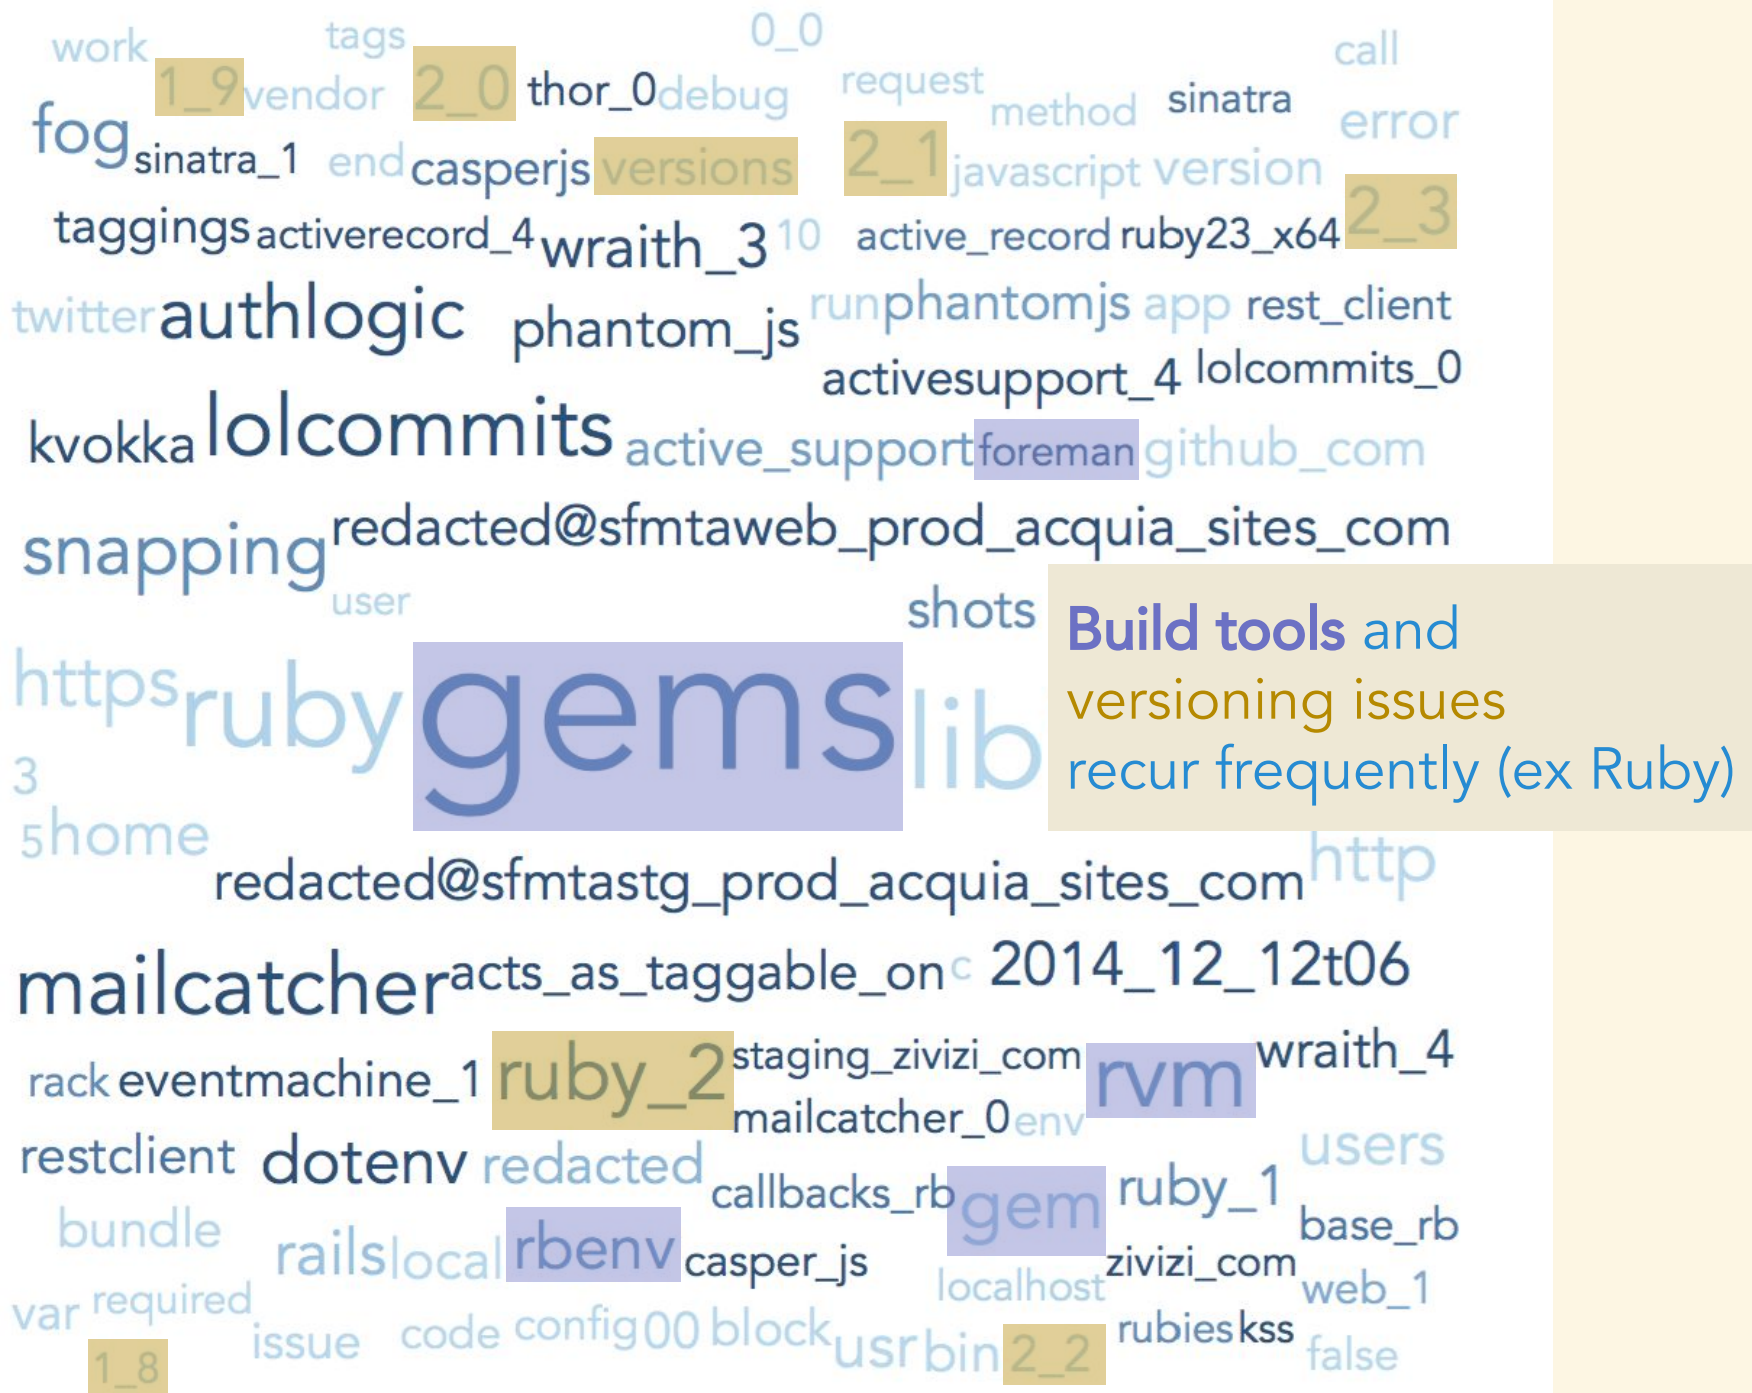 work tags 0_0 call
1_9 vendor 2_0 thor_0 debug request method sinatra
fog sinatra_1 end casperjs versions 2_1 javascript version error
taggings activerecord_4 wraith_3 10 active_record ruby23_x64 2_3
twitter authlogic phantom_js run phantomjs app rest_client
activesupport_4 lolcommits_0
kvokka lolcommits active_support foreman github_com
snapping redacted@sfmtaweb_prod_acquia_sites_com
user shots
https ruby gems lib
Build tools and
versioning issues
recur frequently (ex Ruby)
3
5 home
redacted@sfmtastg_prod_acquia_sites_com http
mailcatcher acts_as_taggable_on c 2014_12_12t06
rack eventmachine_1 ruby_2 staging_zivizi_com rvm wraith_4
mailcatcher_0 env
restclient dotenv redacted callbacks_rb gem ruby_1 users
bundle rails local rbenv casper_js zivizi_com base_rb
var required localhost web_1
1_8 issue code config 00 block usr bin 2_2 rubies kss false